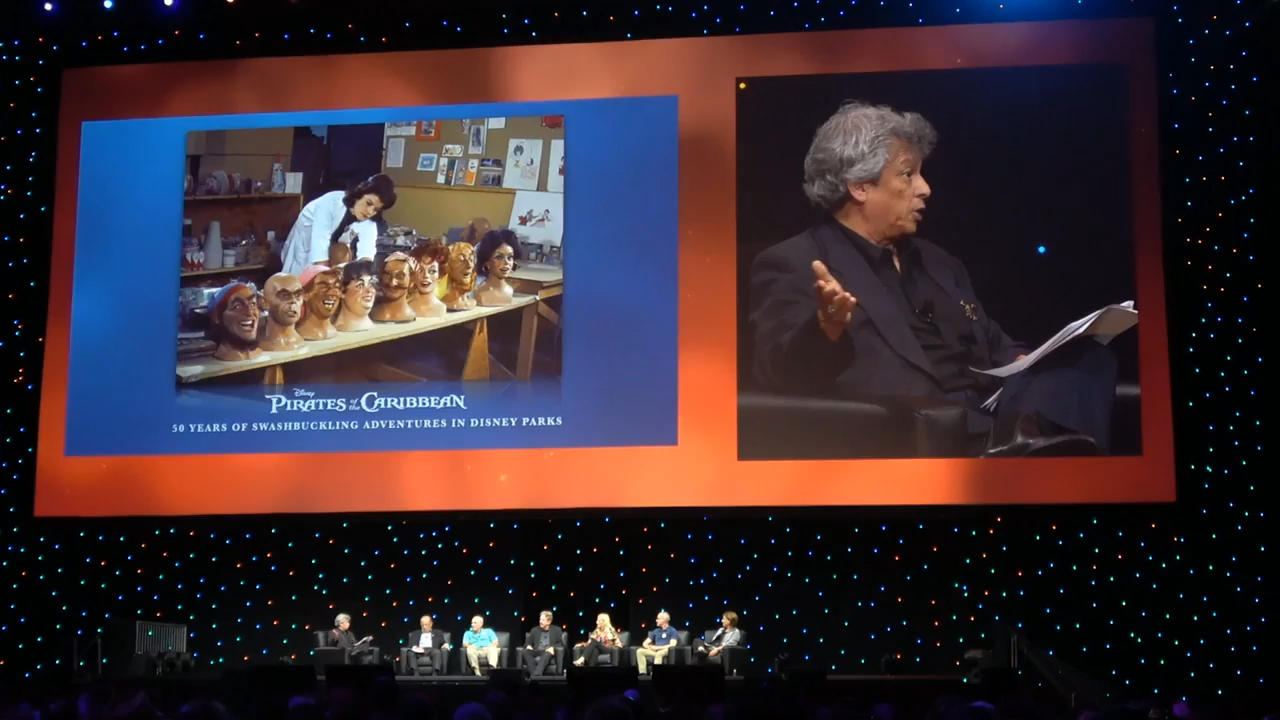 Disney
PIRATES of the CARIBBEAN
50 YEARS OF SWASHBUCKLING ADVENTURES IN DISNEY PARKS